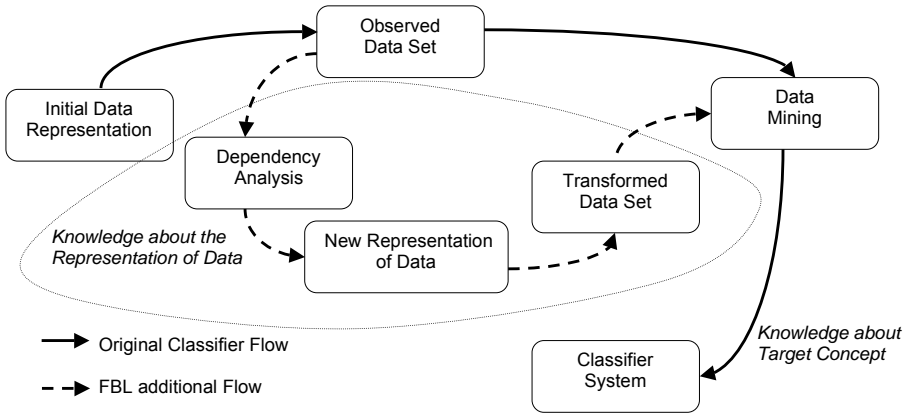 Observed
Data Set
Initial Data
Representation
Data
Mining
Dependency
Analysis
Transformed
Data Set
Knowledge about the
Representation of Data
New Representation
of Data
Original Classifier Flow
FBL additional Flow
Classifier
System
Knowledge about
Target Concept